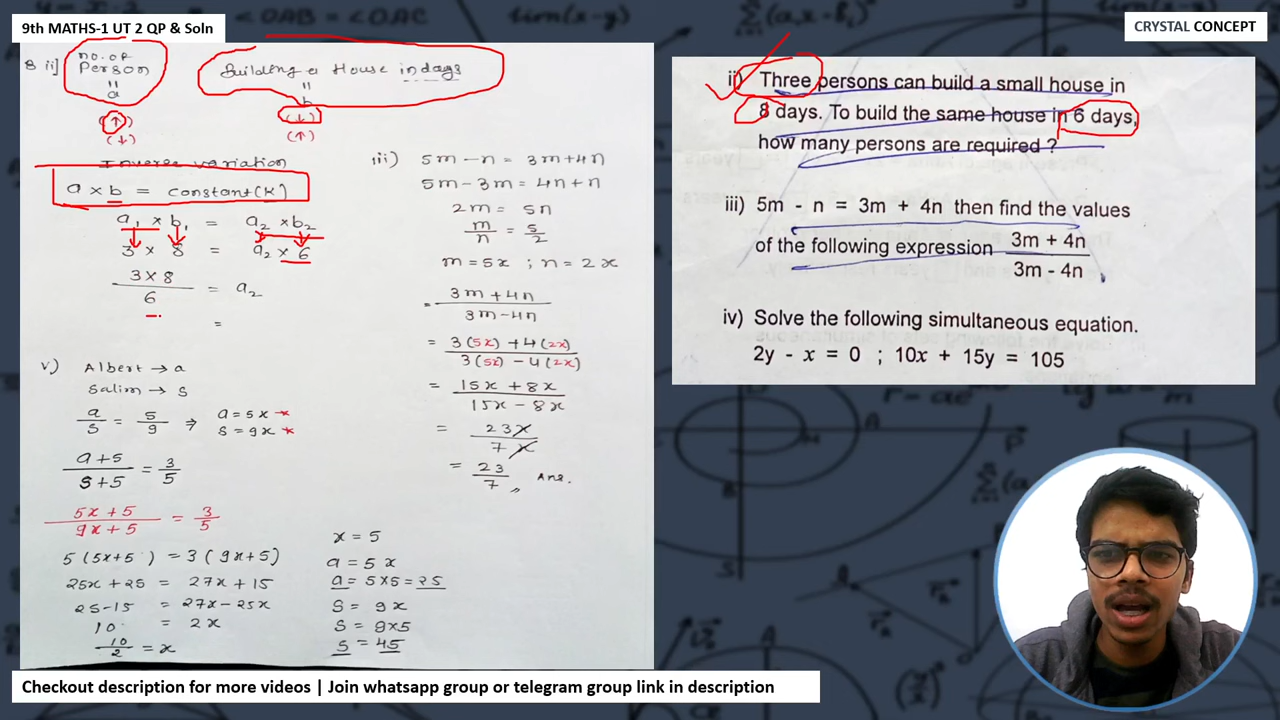 9th MATHS-1 UT 2 QP & Soln
CRYSTAL CONCEPT
8 ii]
no. of
Person
=
a
(↑)
(↓)
Building a House in days
=
b
(↓)
(↑)
Inverse variation
a × b = constant (K)
a₁ × b₁ = a₂ × b₂
3 × 8 = a₂ × 6
3 × 8 / 6 = a₂
=
v) Albert → a
Salim → s
a/s = 5/9 ⇒ a = 5x *
s = 9x *
a+5 / s+5 = 3/5
5x + 5 / 9x + 5 = 3/5
5 (5x+5) = 3 (9x+5)
25x + 25 = 27x + 15
25-15 = 27x - 25x
10 = 2x
10/2 = x
iii) 5m - n = 3m + 4n
5m - 3m = 4n + n
2m = 5n
m/n = 5/2
m = 5x ; n = 2x
= 3m + 4n / 3m - 4n
= 3(5x) + 4(2x) / 3(5x) - 4(2x)
= 15x + 8x / 15x - 8x
= 23x / 7x
= 23/7 ,, Ans.
x = 5
a = 5x
a = 5×5 = 25
S = 9x
S = 9×5
S = 45
ii) Three persons can build a small house in
8 days. To build the same house in 6 days,
how many persons are required ?
iii) 5m - n = 3m + 4n then find the values
of the following expression 3m + 4n / 3m - 4n
iv) Solve the following simultaneous equation.
2y - x = 0 ; 10x + 15y = 105
Checkout description for more videos | Join whatsapp group or telegram group link in description